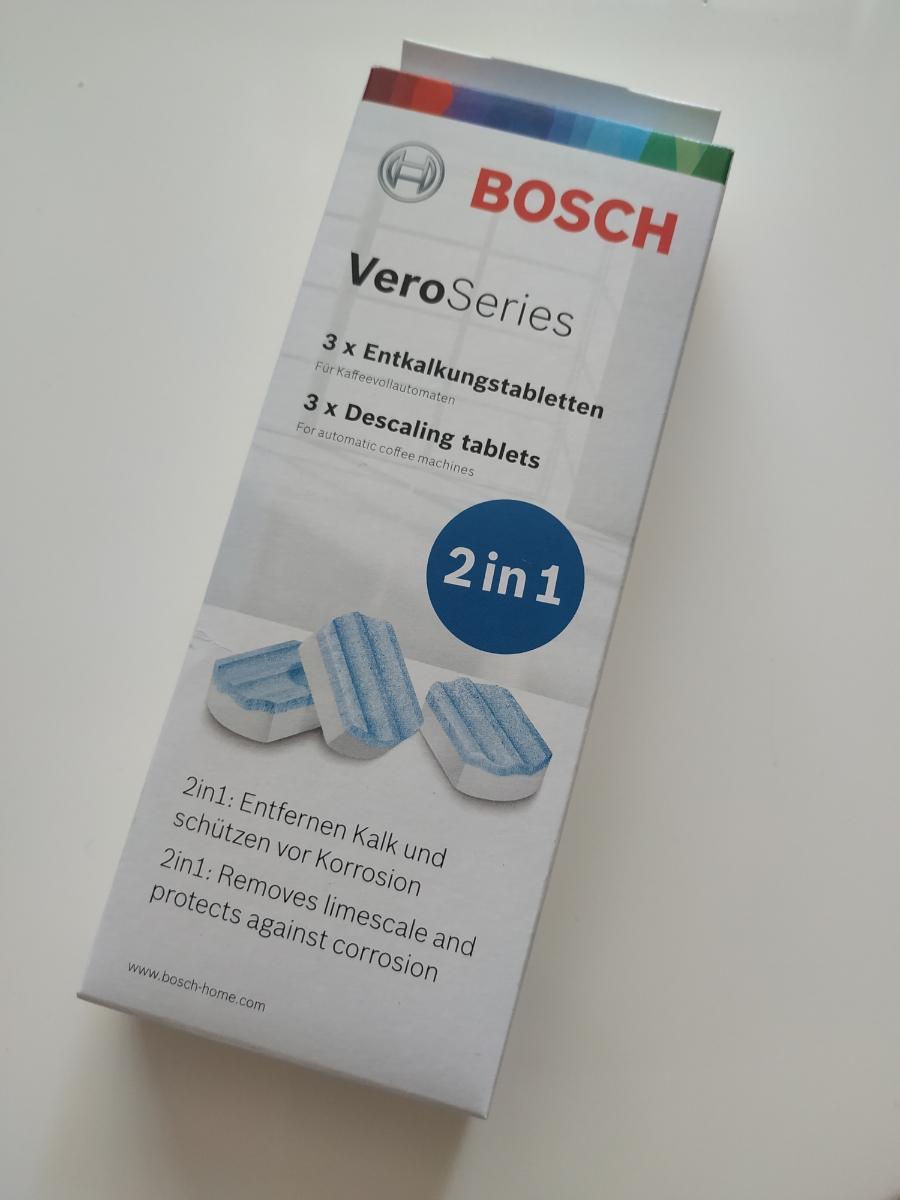 BOSCH
VeroSeries
3 x Entkalkungstabletten
Für Kaffeevollautomaten
3 x Descaling tablets
For automatic coffee machines
2 in 1
2in1: Entfernen Kalk und
schützen vor Korrosion
2in1: Removes limescale and
protects against corrosion
www.bosch-home.com